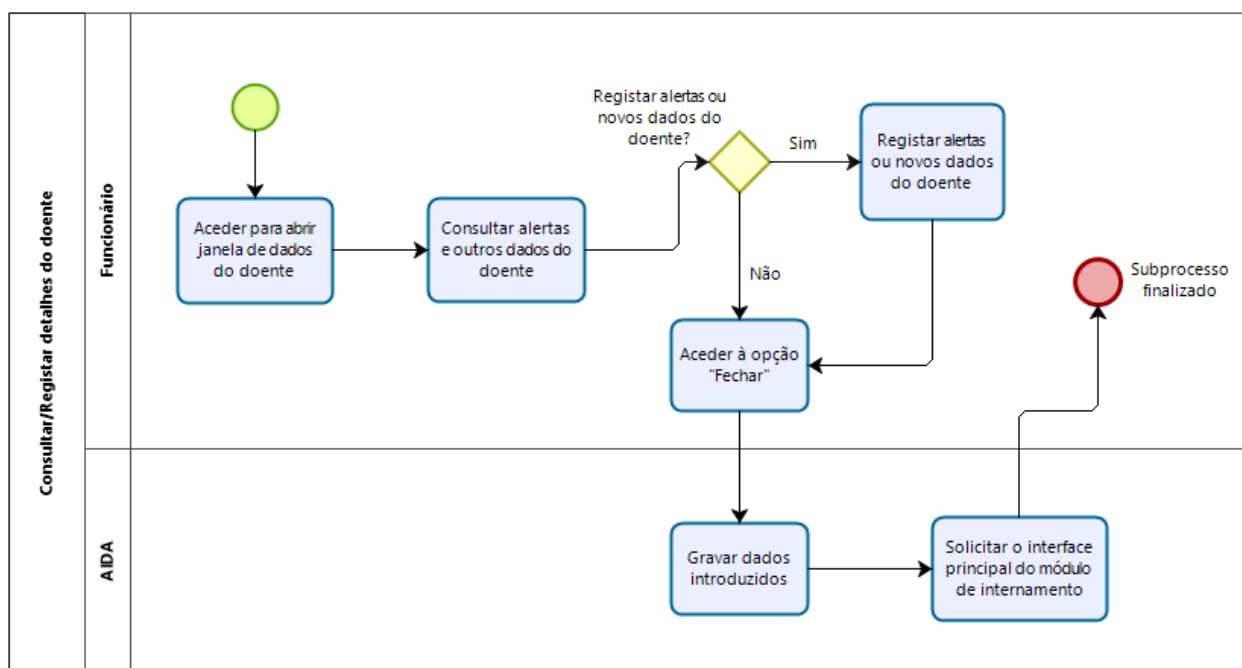 Consultar/Registar detalhes do doente
Funcionário
Aceder para abrir
janela de dados
do doente
Consultar alertas
e outros dados do
doente
Registar alertas ou
novos dados do
doente?
Sim
Registar alertas
ou novos dados
do doente
Não
Aceder à opção
"Fechar"
Subprocesso
finalizado
AIDA
Gravar dados
introduzidos
Solicitar o interface
principal do módulo
de internamento